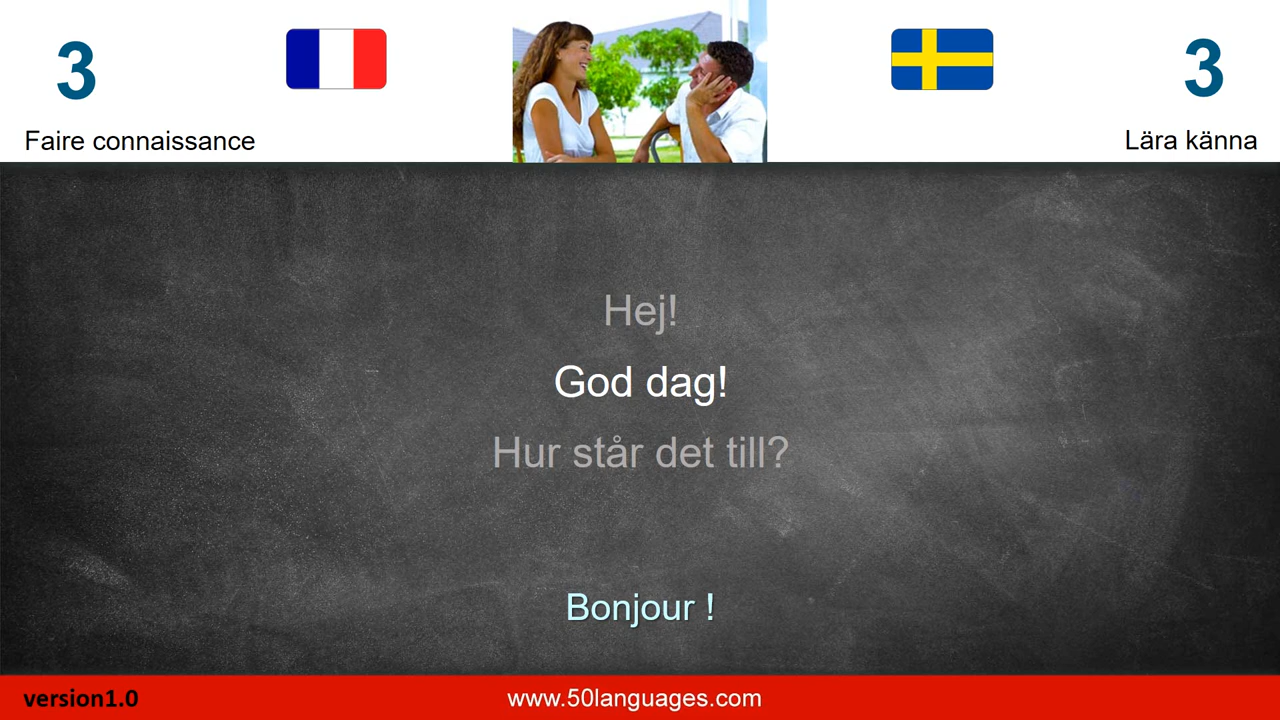 3
3
Faire connaissance
Lära känna
Hej!
God dag!
Hur står det till?
Bonjour !
version1.0
www.50languages.com